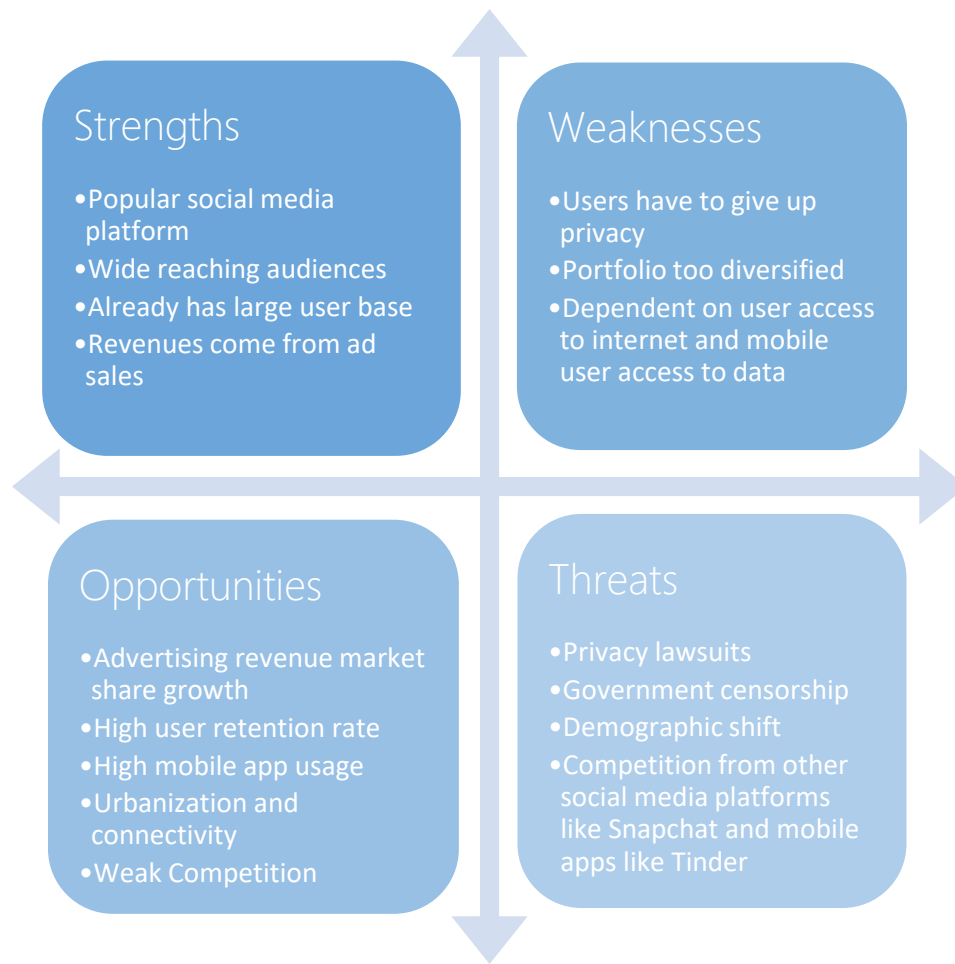 Strengths
•Popular social media
platform
•Wide reaching audiences
•Already has large user base
•Revenues come from ad
sales
Weaknesses
•Users have to give up
privacy
•Portfolio too diversified
•Dependent on user access
to internet and mobile
user access to data
Opportunities
•Advertising revenue market
share growth
•High user retention rate
•High mobile app usage
•Urbanization and
connectivity
•Weak Competition
Threats
•Privacy lawsuits
•Government censorship
•Demographic shift
•Competition from other
social media platforms
like Snapchat and mobile
apps like Tinder